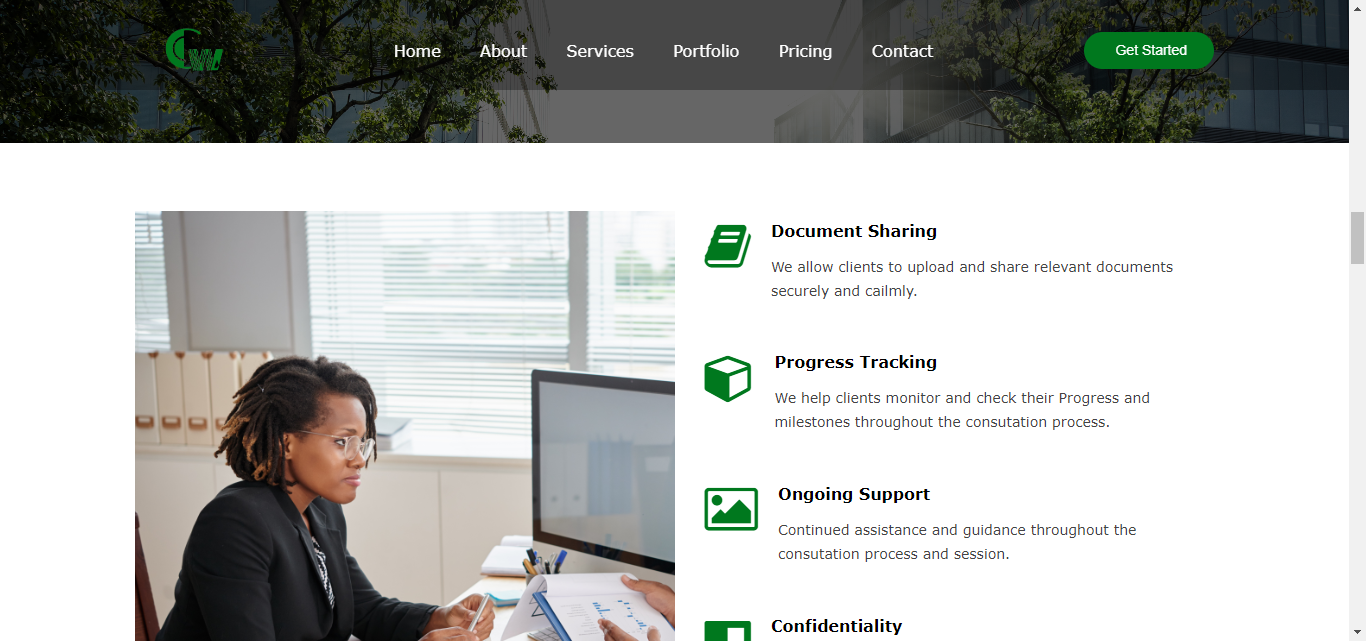 CW
Home About Services Portfolio Pricing Contact Get Started
Document Sharing
We allow clients to upload and share relevant documents
securely and cailmly.
Progress Tracking
We help clients monitor and check their Progress and
milestones throughout the consutation process.
Ongoing Support
Continued assistance and guidance throughout the
consutation process and session.
Confidentiality